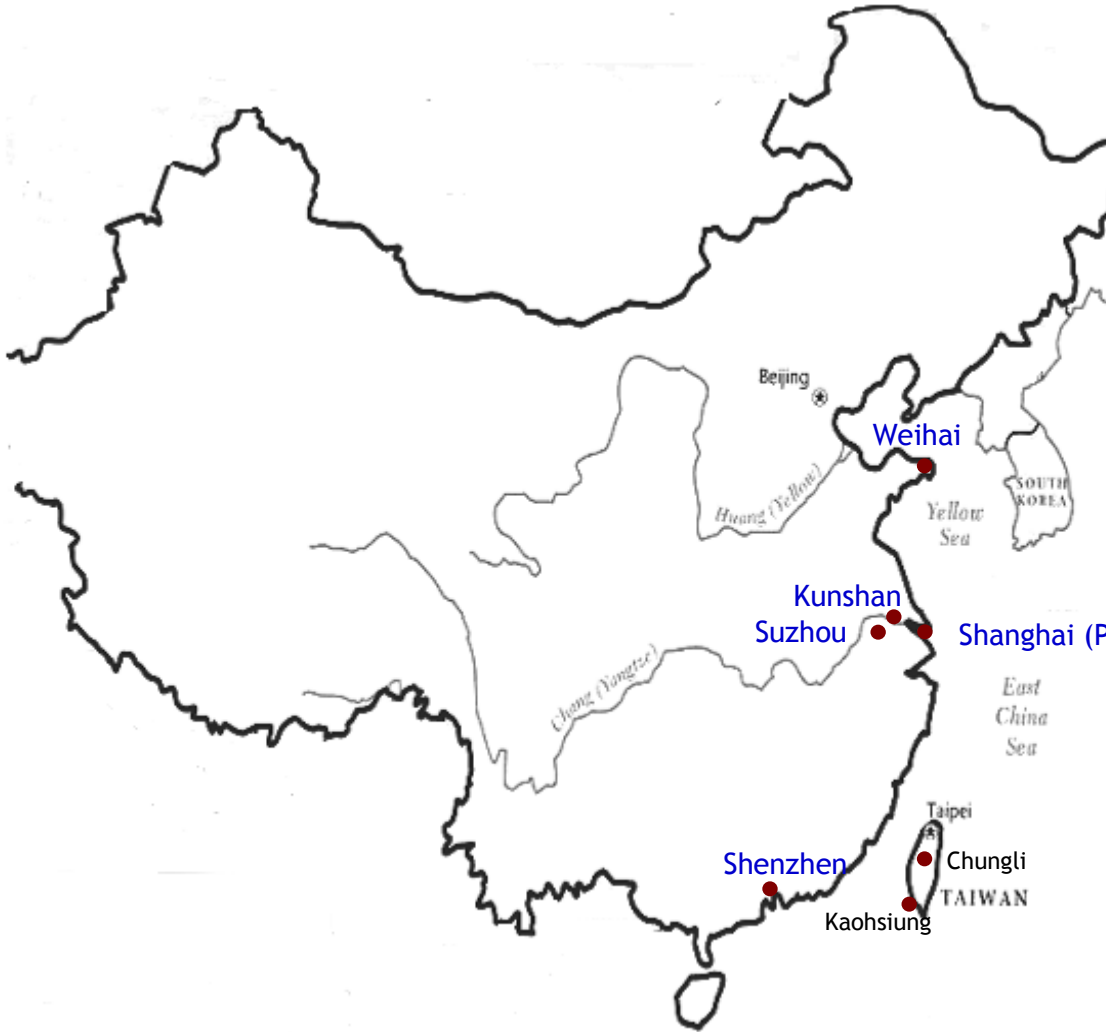 Beijing
Weihai
Huang (Yellow)
SOUTH
KOREA
Yellow
Sea
Kunshan
Suzhou
Shanghai (P
Chang (Yangtze)
East
China
Sea
Taipei
Shenzhen
Chungli
TAIWAN
Kaohsiung